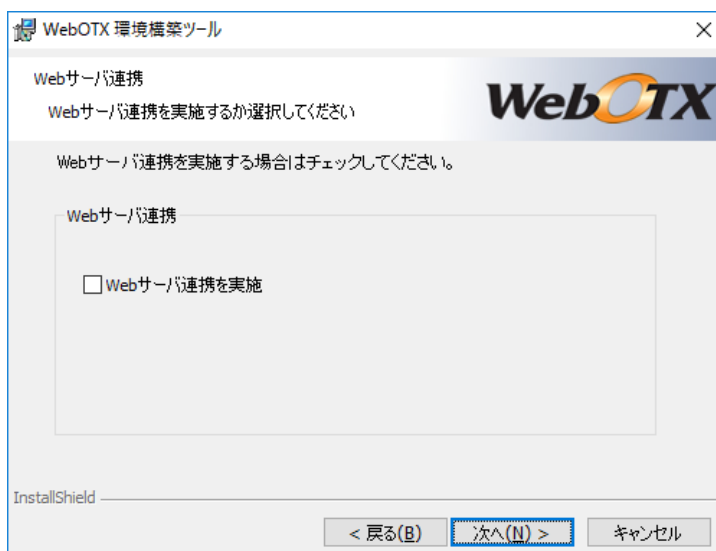 WebOTX 環境構築ツール
Webサーバ連携
Webサーバ連携を実施するか選択してください
WebOTX
Webサーバ連携を実施する場合はチェックしてください。
Webサーバ連携
Webサーバ連携を実施
InstallShield
< 戻る(B)
次へ(N) >
キャンセル